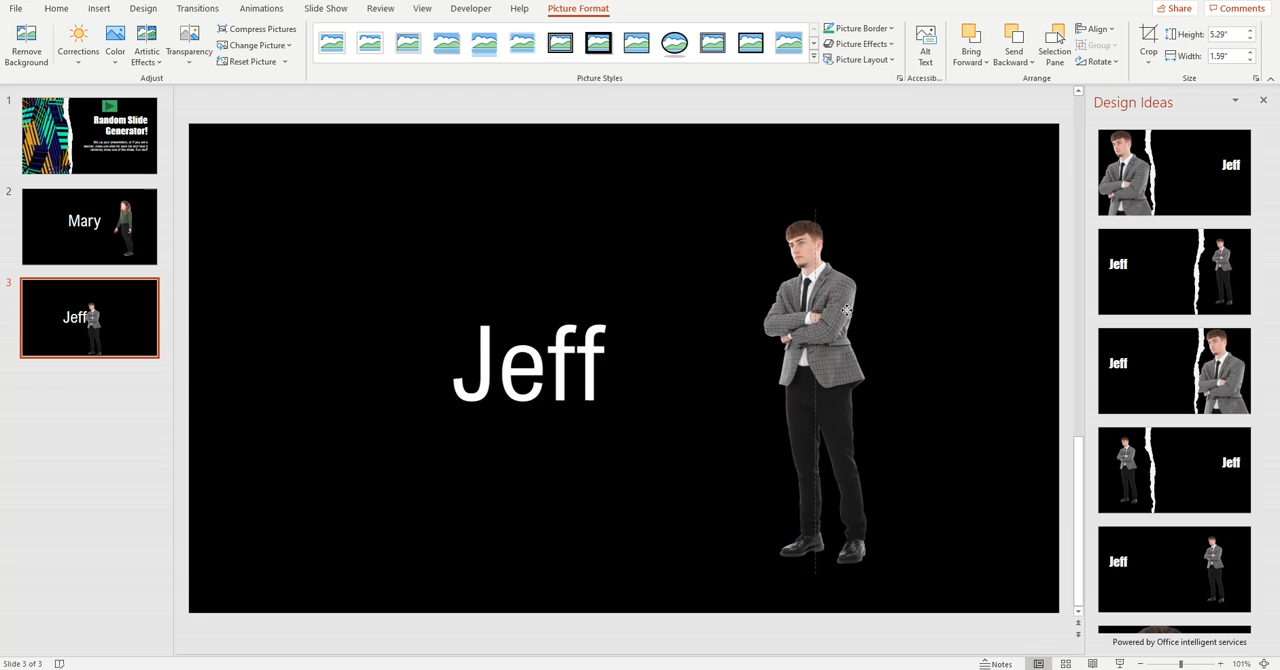 File Home Insert Design Transitions Animations Slide Show Review View Developer Help Picture Format Share Comments
Remove Background
Corrections
Color
Artistic Effects
Transparency
Compress Pictures
Change Picture
Reset Picture
Adjust
Picture Styles
Picture Border
Picture Effects
Picture Layout
Alt Text
Accessib...
Bring Forward
Send Backward
Selection Pane
Align
Group
Rotate
Arrange
Crop
Height: 5.29"
Width: 1.59"
Size
1
Random Slide
Generator!
2
Mary
3
Jeff
Jeff
Design Ideas
Jeff
Jeff
Jeff
Jeff
Jeff
Powered by Office intelligent services
Slide 3 of 3
Notes
101%